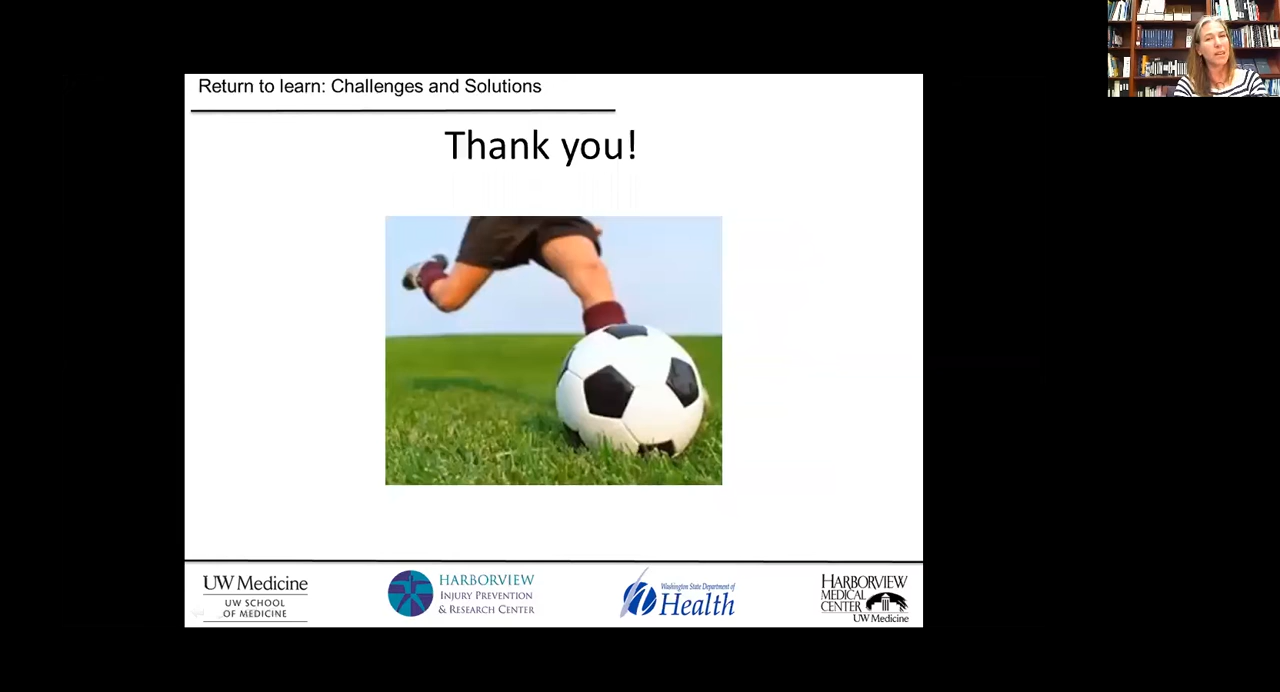 Return to learn: Challenges and Solutions
Thank you!
UW Medicine
UW SCHOOL
OF MEDICINE
HARBORVIEW
INJURY PREVENTION
& RESEARCH CENTER
Washington State Department of
Health
HARBORVIEW
MEDICAL
CENTER
UW Medicine